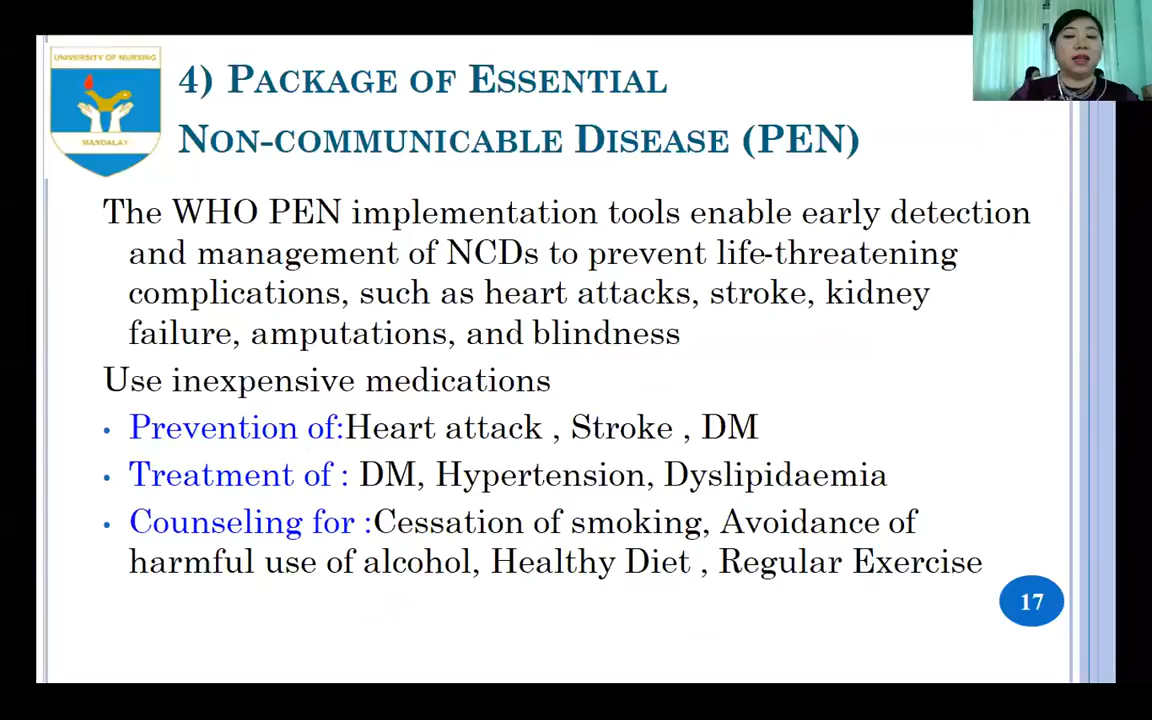 UNIVERSITY OF NURSING
MANDALAY
4) PACKAGE OF ESSENTIAL
NON-COMMUNICABLE DISEASE (PEN)
The WHO PEN implementation tools enable early detection
and management of NCDs to prevent life-threatening
complications, such as heart attacks, stroke, kidney
failure, amputations, and blindness
Use inexpensive medications
• Prevention of:Heart attack , Stroke , DM
• Treatment of : DM, Hypertension, Dyslipidaemia
• Counseling for :Cessation of smoking, Avoidance of
harmful use of alcohol, Healthy Diet , Regular Exercise
17